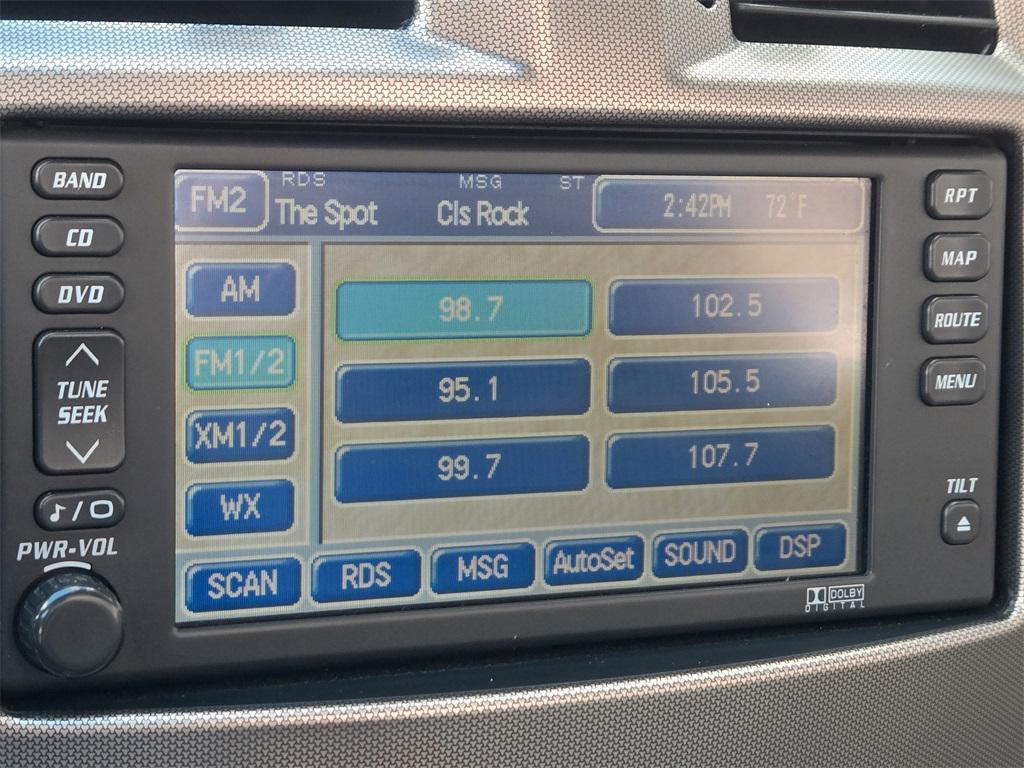 BAND
CD
DVD
TUNE
SEEK
♪/O
PWR-VOL
FM2
RDS MSG ST
The Spot Cls Rock
2:42PM 72°F
AM
FM1/2
XM1/2
WX
98.7 102.5
95.1 105.5
99.7 107.7
SCAN RDS MSG AutoSet SOUND DSP
RPT
MAP
ROUTE
MENU
TILT
DOLBY
DIGITAL